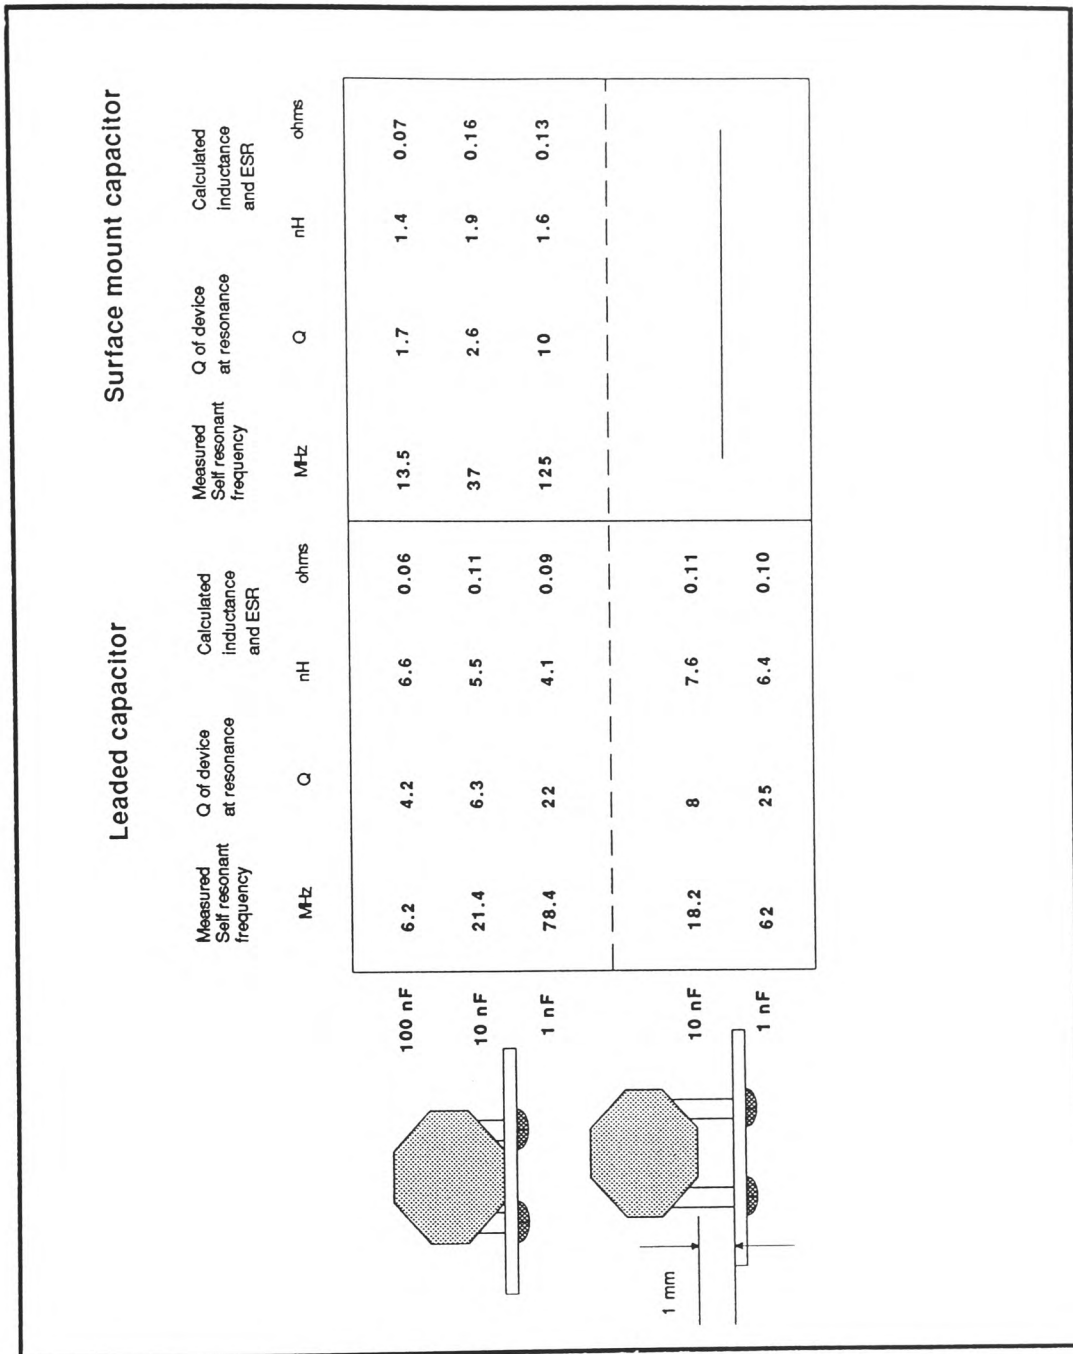 Leaded capacitor Surface mount capacitor
Measured Q of device Calculated Measured Q of device Calculated
Self resonant at resonance inductance Self resonant at resonance inductance
frequency and ESR frequency and ESR
MHz Q nH ohms MHz Q nH ohms
100 nF 6.2 4.2 6.6 0.06 13.5 1.7 1.4 0.07
10 nF 21.4 6.3 5.5 0.11 37 2.6 1.9 0.16
1 nF 78.4 22 4.1 0.09 125 10 1.6 0.13
1 mm
10 nF 18.2 8 7.6 0.11
1 nF 62 25 6.4 0.10